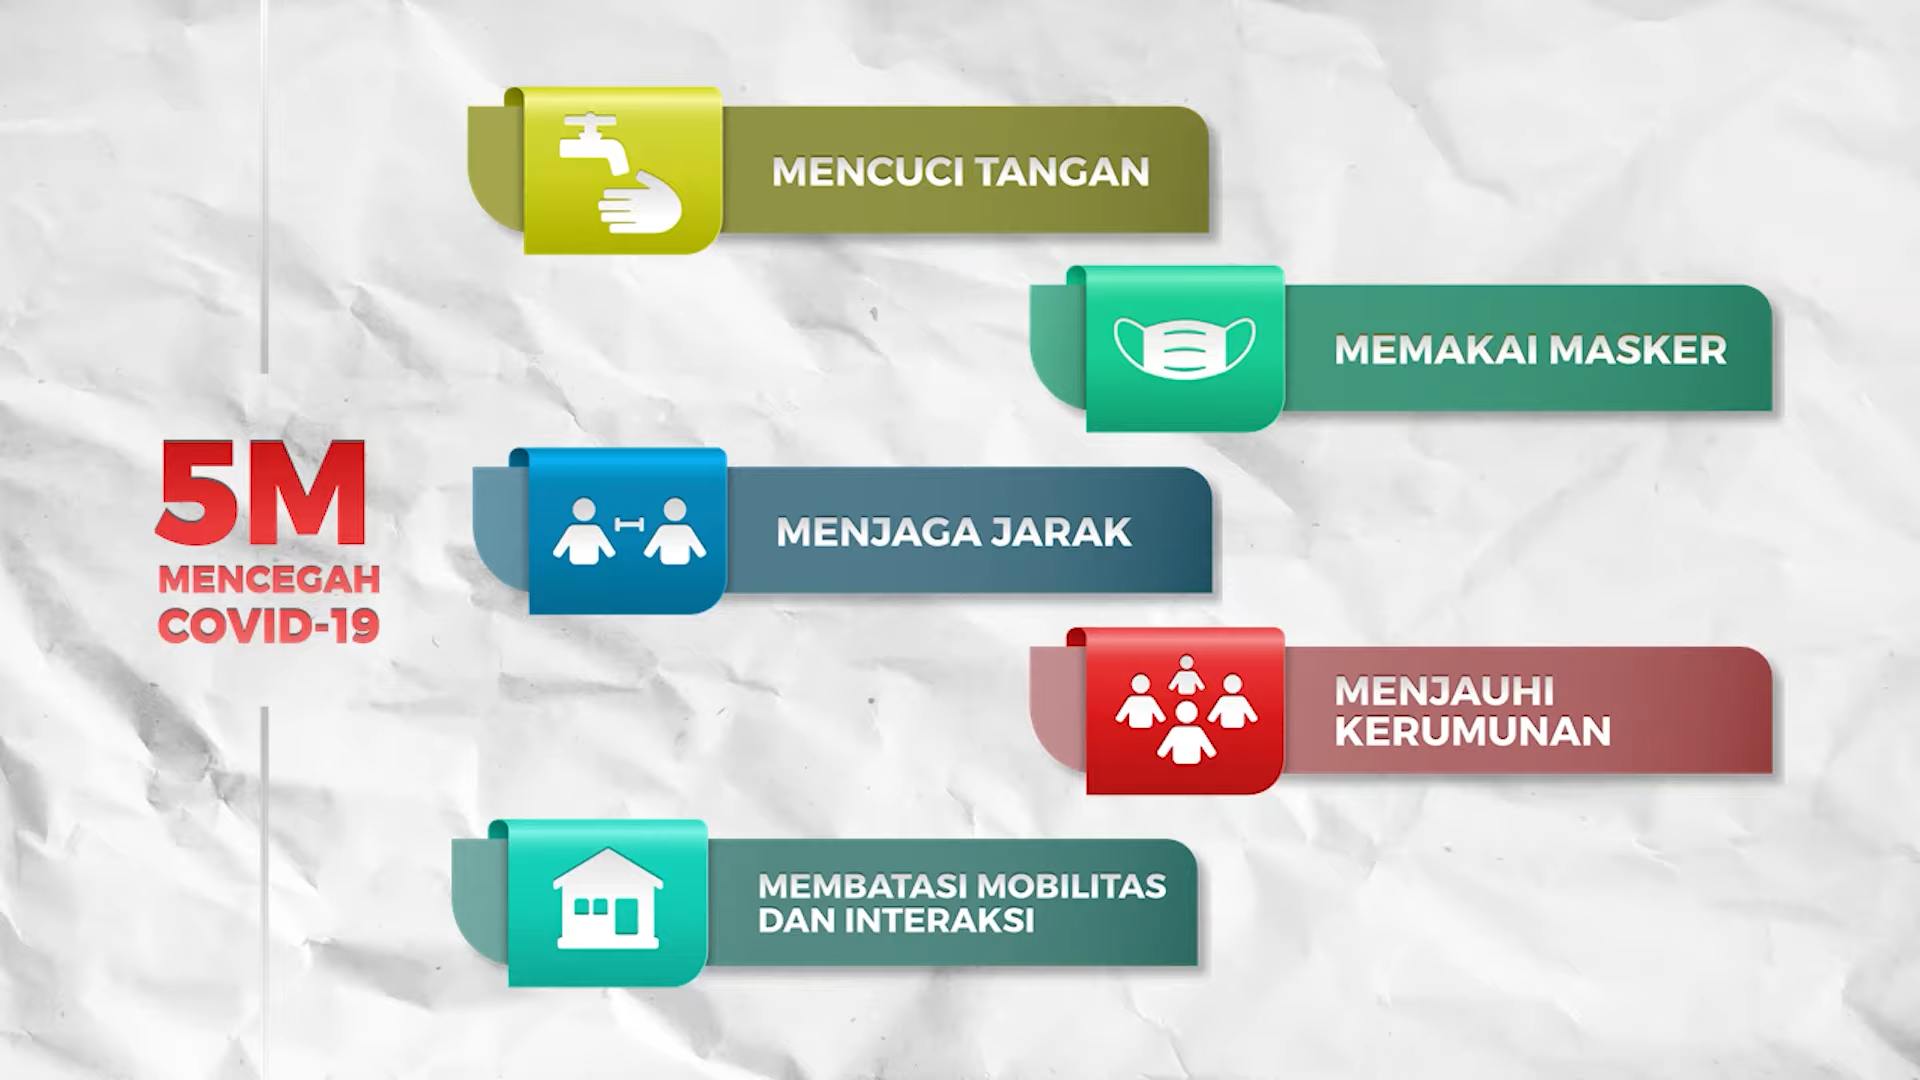 5M
MENCEGAH
COVID-19
MENCUCI TANGAN
MEMAKAI MASKER
MENJAGA JARAK
MENJAUHI
KERUMUNAN
MEMBATASI MOBILITAS
DAN INTERAKSI